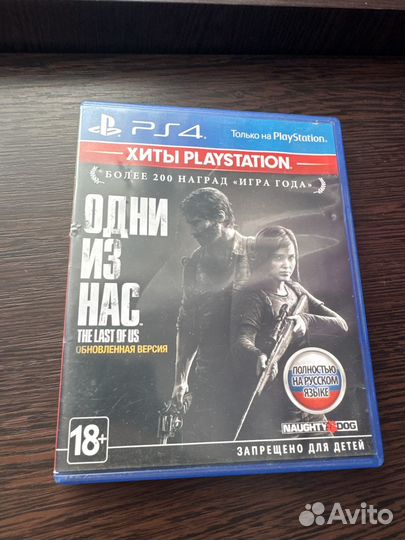 PS4
Только на PlayStation
ХИТЫ PLAYSTATION
БОЛЕЕ 200 НАГРАД «ИГРА ГОДА»
ОДНИ
ИЗ
НАС
THE LAST OF US
ОБНОВЛЕННАЯ ВЕРСИЯ
ПОЛНОСТЬЮ
НА РУССКОМ
ЯЗЫКЕ
NAUGHTY DOG
18+
ЗАПРЕЩЕНО ДЛЯ ДЕТЕЙ
Avito